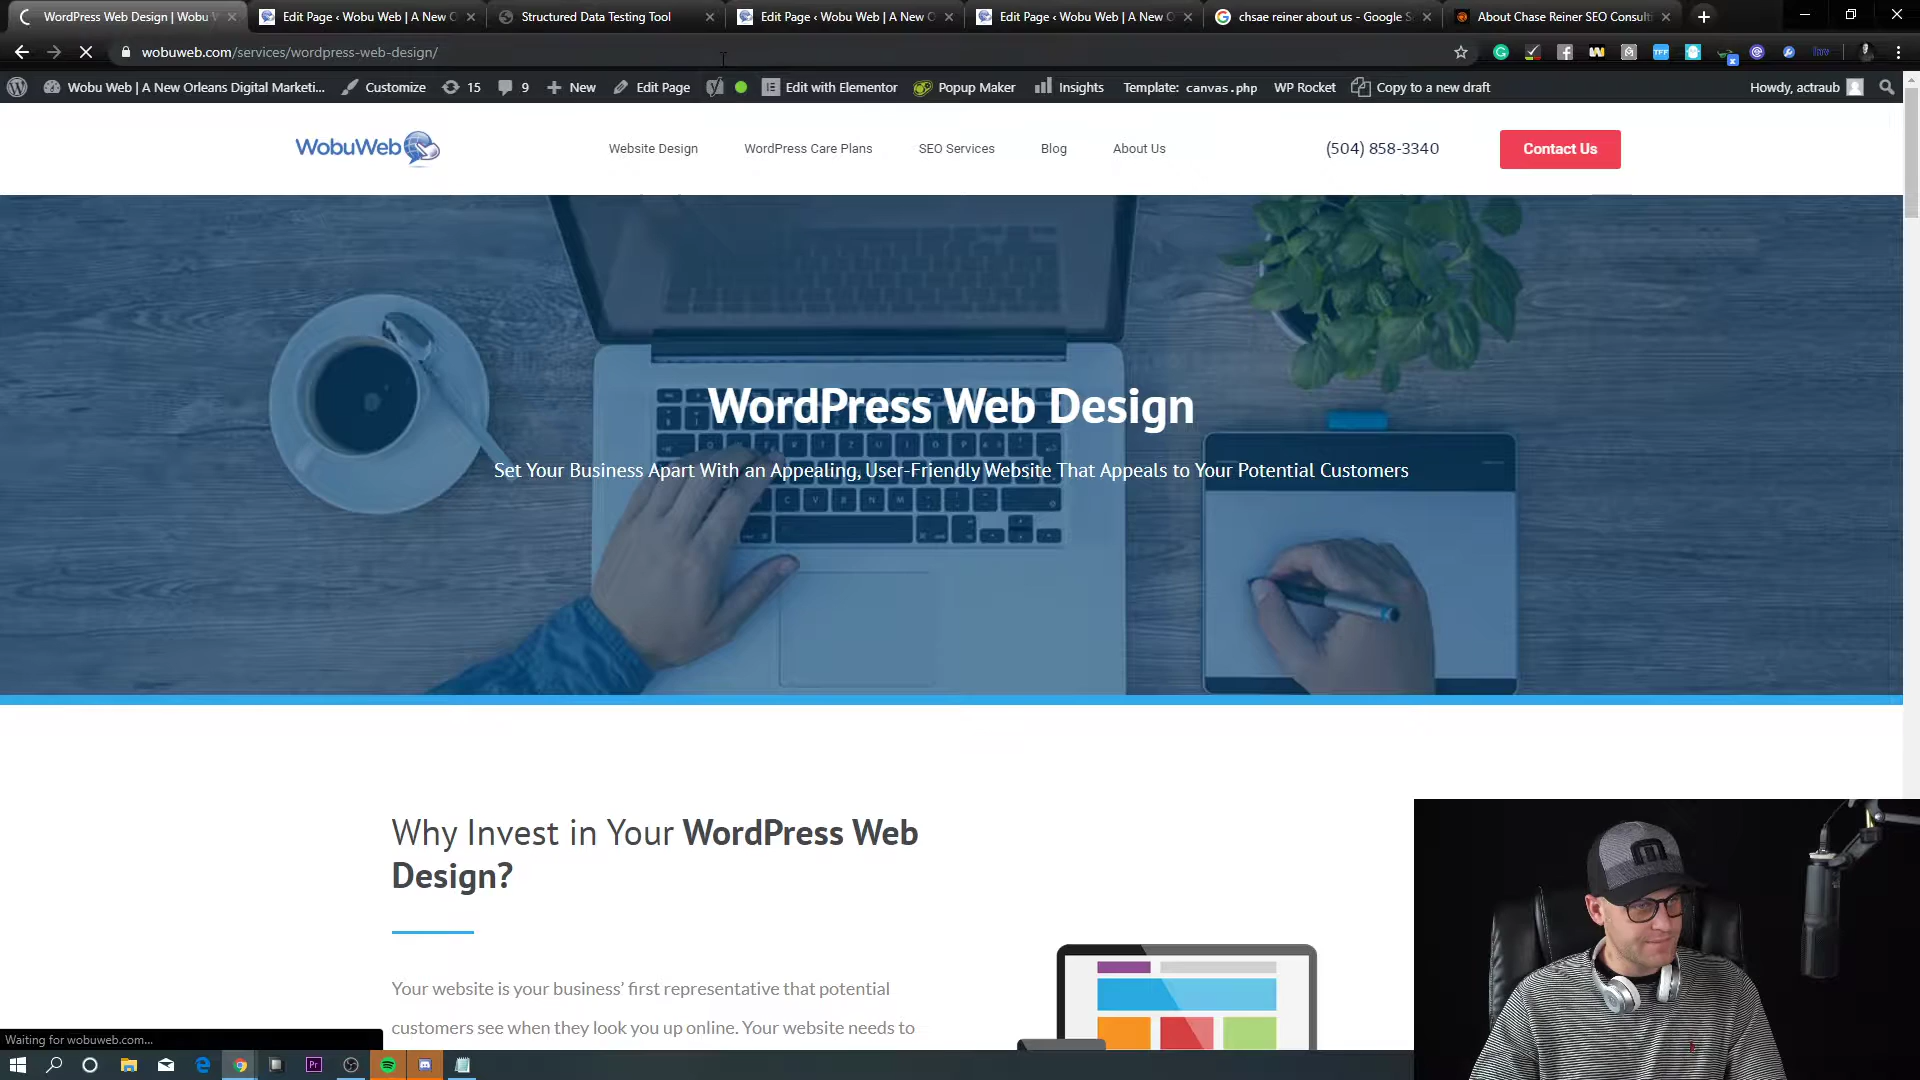 WordPress Web Design | Wobu W
Edit Page ‹ Wobu Web | A New O
Structured Data Testing Tool
Edit Page ‹ Wobu Web | A New O
Edit Page ‹ Wobu Web | A New O
chsae reiner about us - Google S
About Chase Reiner SEO Consult
wobuweb.com/services/wordpress-web-design/
Wobu Web | A New Orleans Digital Marketi... Customize 15 9 New Edit Page Edit with Elementor Popup Maker Insights Template: canvas.php WP Rocket Copy to a new draft Howdy, actraub
WobuWeb
Website Design WordPress Care Plans SEO Services Blog About Us (504) 858-3340 Contact Us
WordPress Web Design
Set Your Business Apart With an Appealing, User-Friendly Website That Appeals to Your Potential Customers
Why Invest in Your WordPress Web
Design?
Your website is your business’ first representative that potential
customers see when they look you up online. Your website needs to
Waiting for wobuweb.com...
Pr